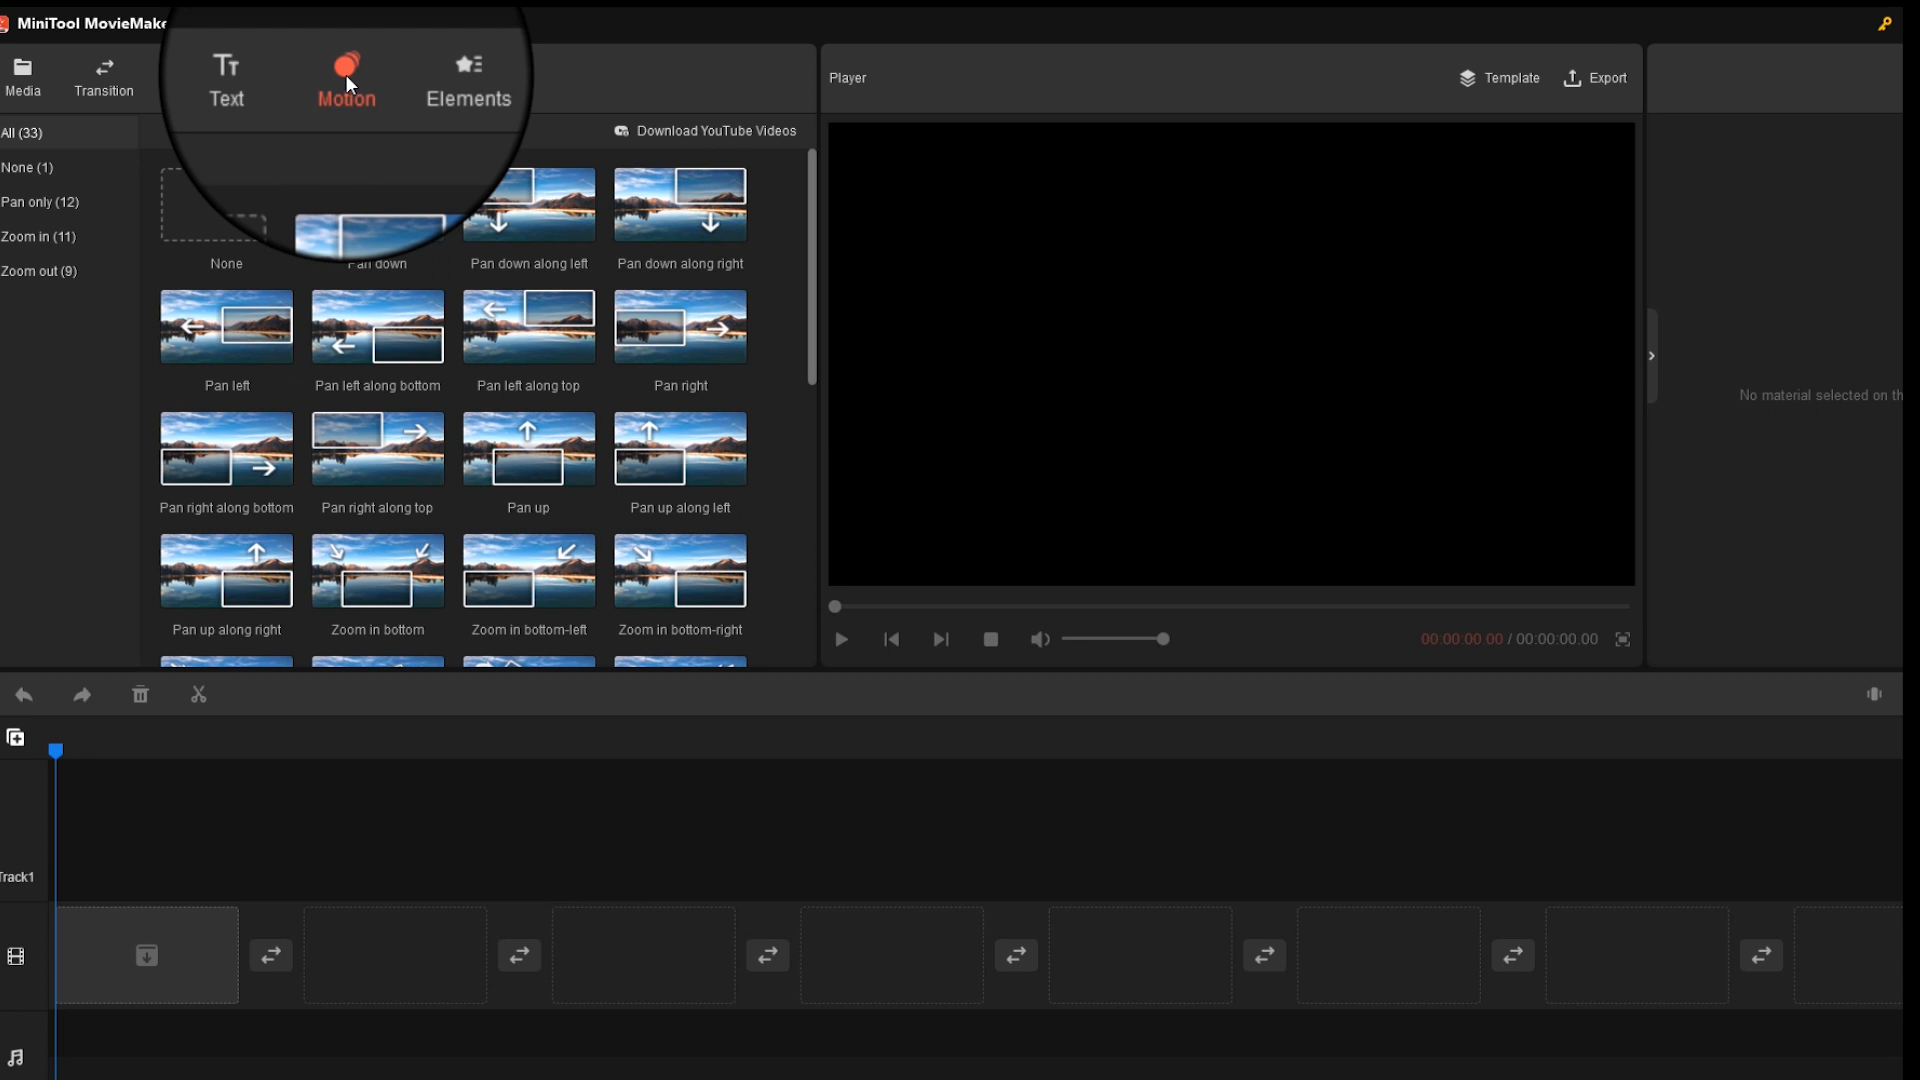 MiniTool MovieMake
Media
Transition
Text
Motion
Elements
Player
Template
Export
All (33)
None (1)
Pan only (12)
Zoom in (11)
Zoom out (9)
Download YouTube Videos
None
Pan down
Pan down along left
Pan down along right
Pan left
Pan left along bottom
Pan left along top
Pan right
Pan right along bottom
Pan right along top
Pan up
Pan up along left
Pan up along right
Zoom in bottom
Zoom in bottom-left
Zoom in bottom-right
No material selected on th
00:00:00.00 / 00:00:00.00
Track1